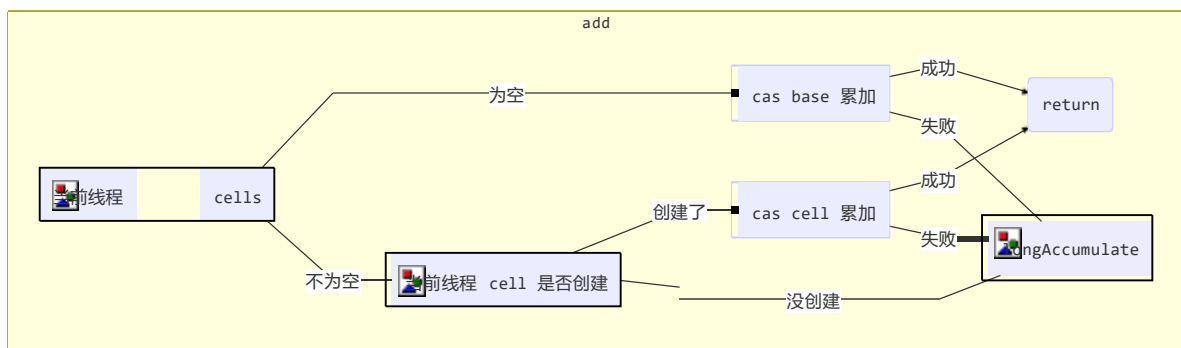 add
为空
cas base 累加
成功
return
失败
前线程
cells
创建了
cas cell 累加
成功
失败
ongAccumulate
不为空
前线程 cell 是否创建
没创建